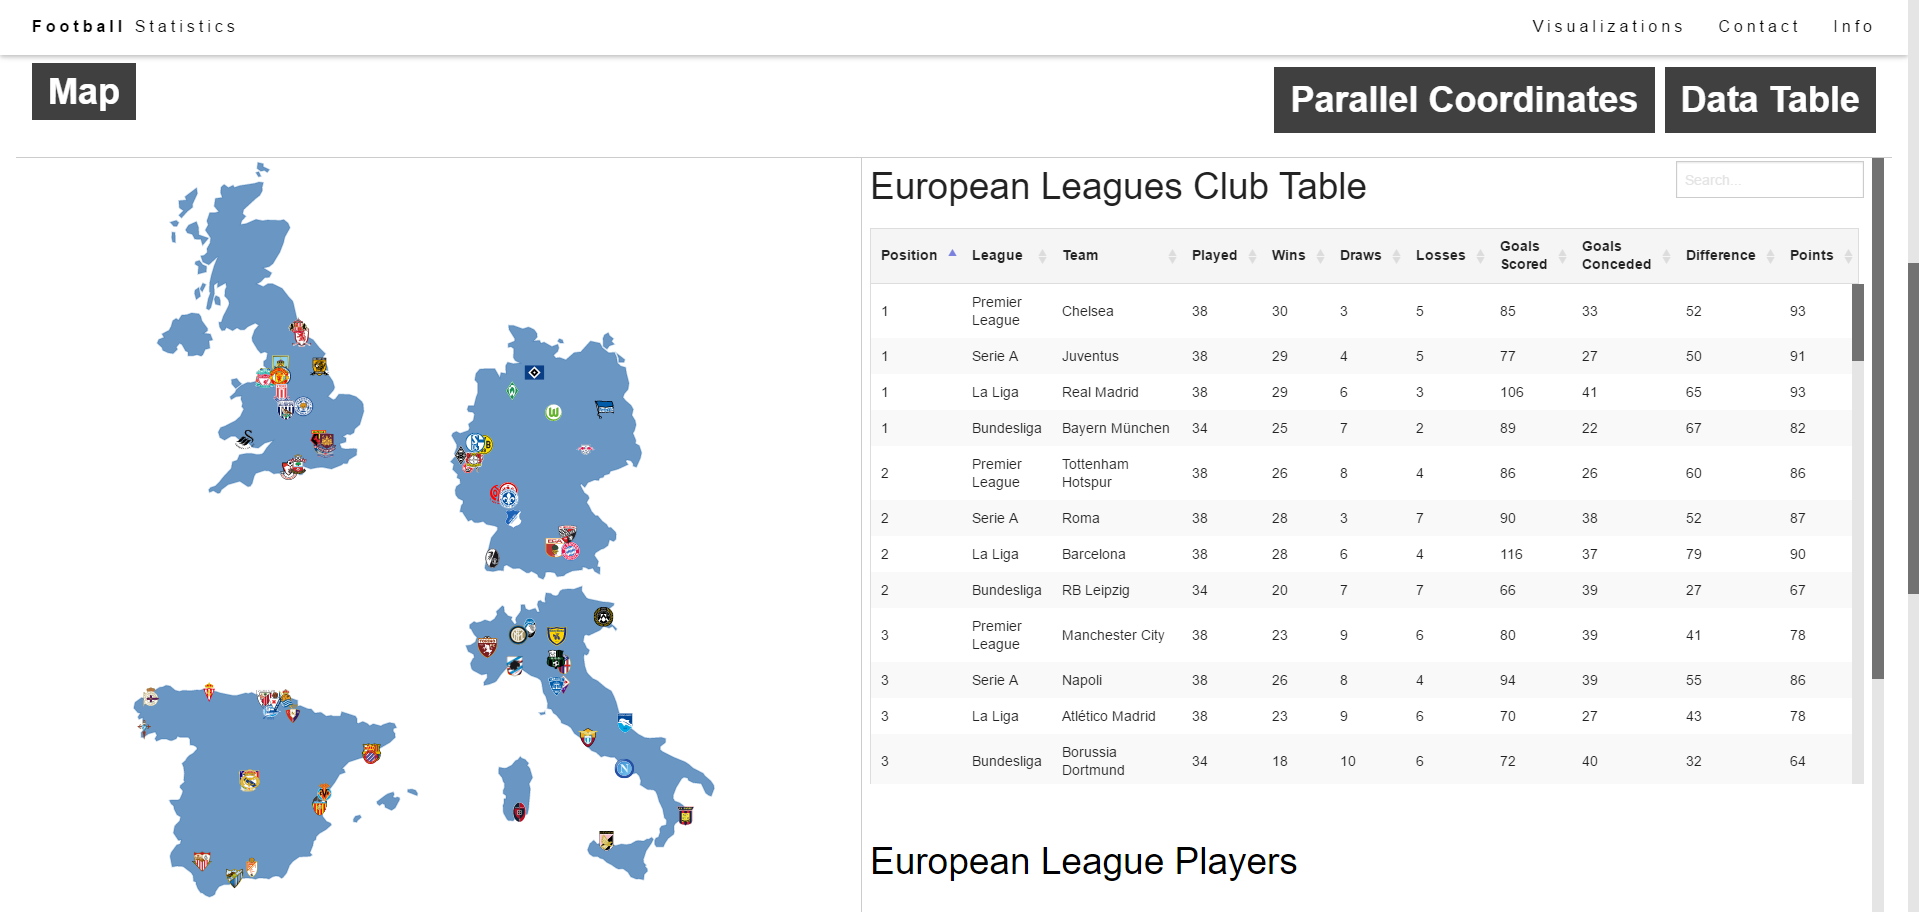 Football Statistics
Visualizations Contact Info
Map
Parallel Coordinates
Data Table
European Leagues Club Table
Search...
Position League Team Played Wins Draws Losses Goals Scored Goals Conceded Difference Points
1 Premier League Chelsea 38 30 3 5 85 33 52 93
1 Serie A Juventus 38 29 4 5 77 27 50 91
1 La Liga Real Madrid 38 29 6 3 106 41 65 93
1 Bundesliga Bayern München 34 25 7 2 89 22 67 82
2 Premier League Tottenham Hotspur 38 26 8 4 86 26 60 86
2 Serie A Roma 38 28 3 7 90 38 52 87
2 La Liga Barcelona 38 28 6 4 116 37 79 90
2 Bundesliga RB Leipzig 34 20 7 7 66 39 27 67
3 Premier League Manchester City 38 23 9 6 80 39 41 78
3 Serie A Napoli 38 26 8 4 94 39 55 86
3 La Liga Atlético Madrid 38 23 9 6 70 27 43 78
3 Bundesliga Borussia Dortmund 34 18 10 6 72 40 32 64
European League Players